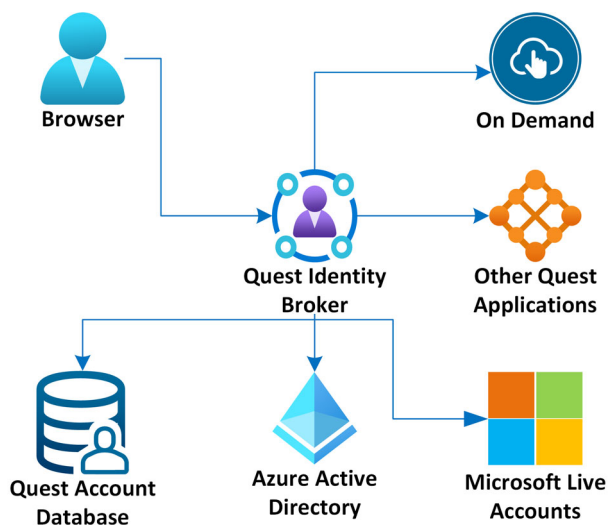 Browser
On Demand
Quest Identity
Broker
Other Quest
Applications
Quest Account
Database
Azure Active
Directory
Microsoft Live
Accounts